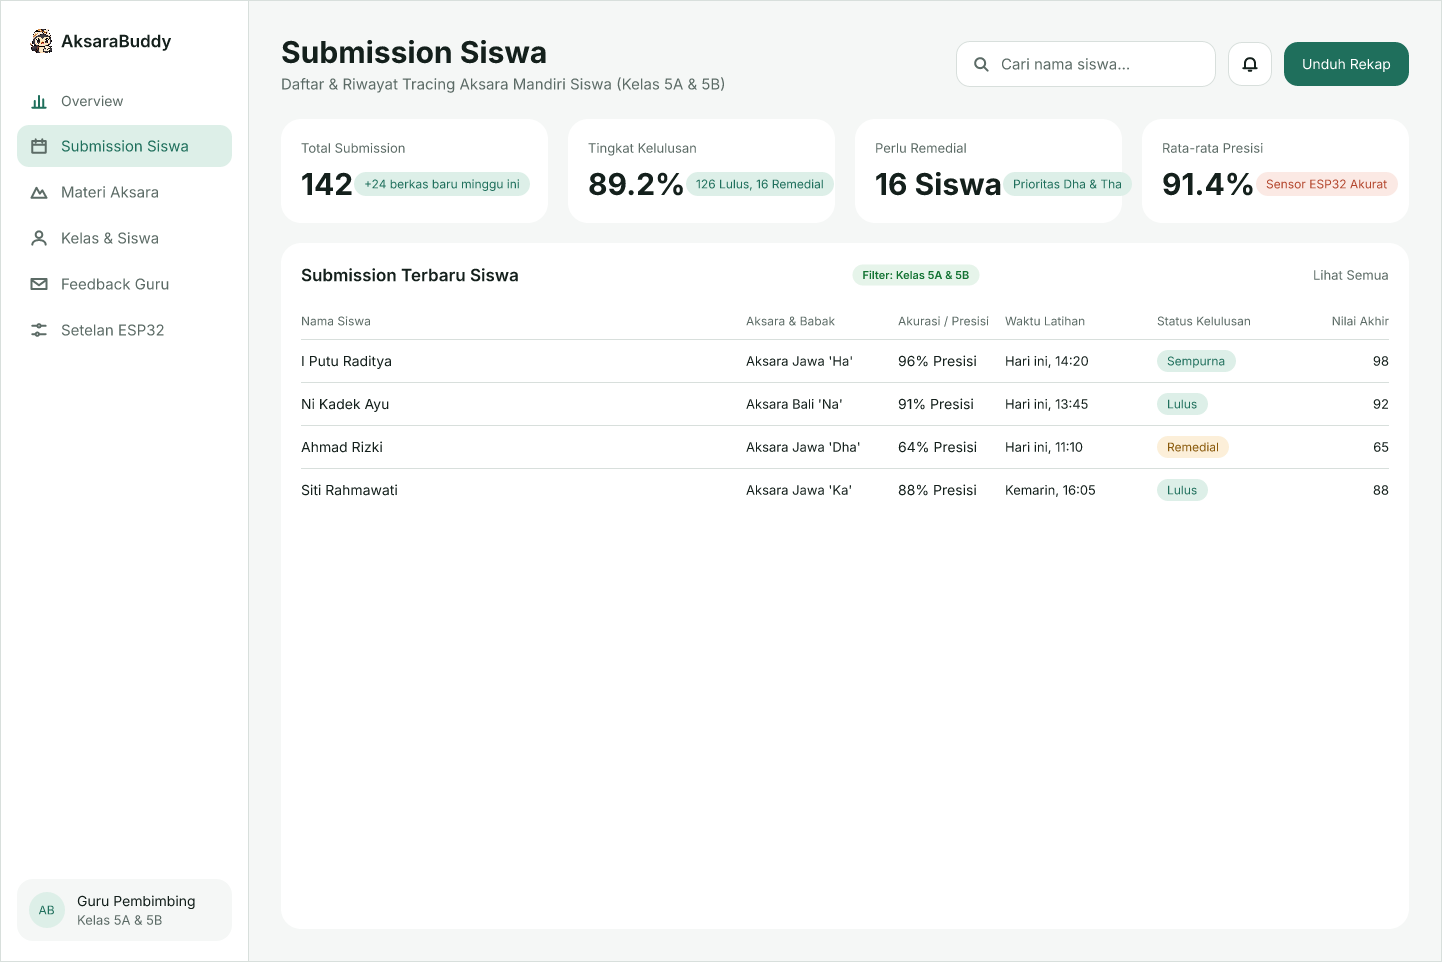 AksaraBuddy
Overview
Submission Siswa
Materi Aksara
Kelas & Siswa
Feedback Guru
Setelan ESP32
AB
Guru Pembimbing
Kelas 5A & 5B
Submission Siswa
Daftar & Riwayat Tracing Aksara Mandiri Siswa (Kelas 5A & 5B)
Cari nama siswa...
Unduh Rekap
Total Submission
142 +24 berkas baru minggu ini
Tingkat Kelulusan
89.2% 126 Lulus, 16 Remedial
Perlu Remedial
16 Siswa Prioritas Dha & Tha
Rata-rata Presisi
91.4% Sensor ESP32 Akurat
Submission Terbaru Siswa Filter: Kelas 5A & 5B Lihat Semua
Nama Siswa Aksara & Babak Akurasi / Presisi Waktu Latihan Status Kelulusan Nilai Akhir
I Putu Raditya Aksara Jawa 'Ha' 96% Presisi Hari ini, 14:20 Sempurna 98
Ni Kadek Ayu Aksara Bali 'Na' 91% Presisi Hari ini, 13:45 Lulus 92
Ahmad Rizki Aksara Jawa 'Dha' 64% Presisi Hari ini, 11:10 Remedial 65
Siti Rahmawati Aksara Jawa 'Ka' 88% Presisi Kemarin, 16:05 Lulus 88